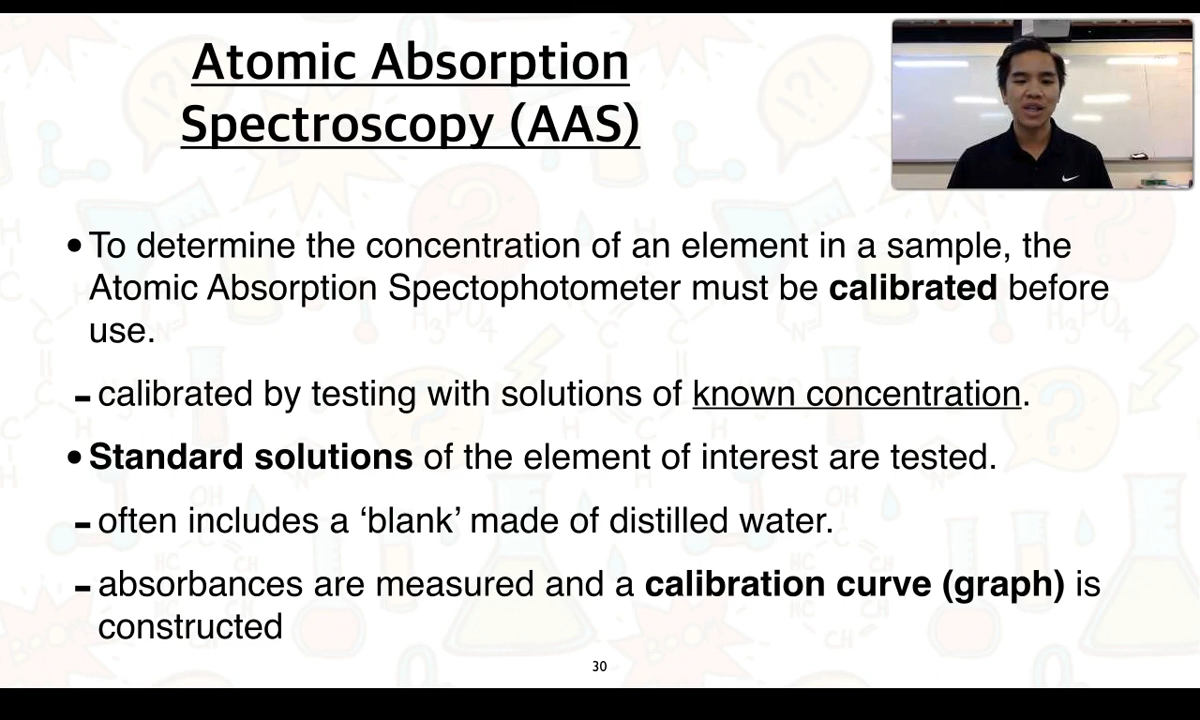 Atomic Absorption
Spectroscopy (AAS)
• To determine the concentration of an element in a sample, the
Atomic Absorption Spectophotometer must be calibrated before
use.
- calibrated by testing with solutions of known concentration.
• Standard solutions of the element of interest are tested.
- often includes a ‘blank’ made of distilled water.
- absorbances are measured and a calibration curve (graph) is
constructed
30